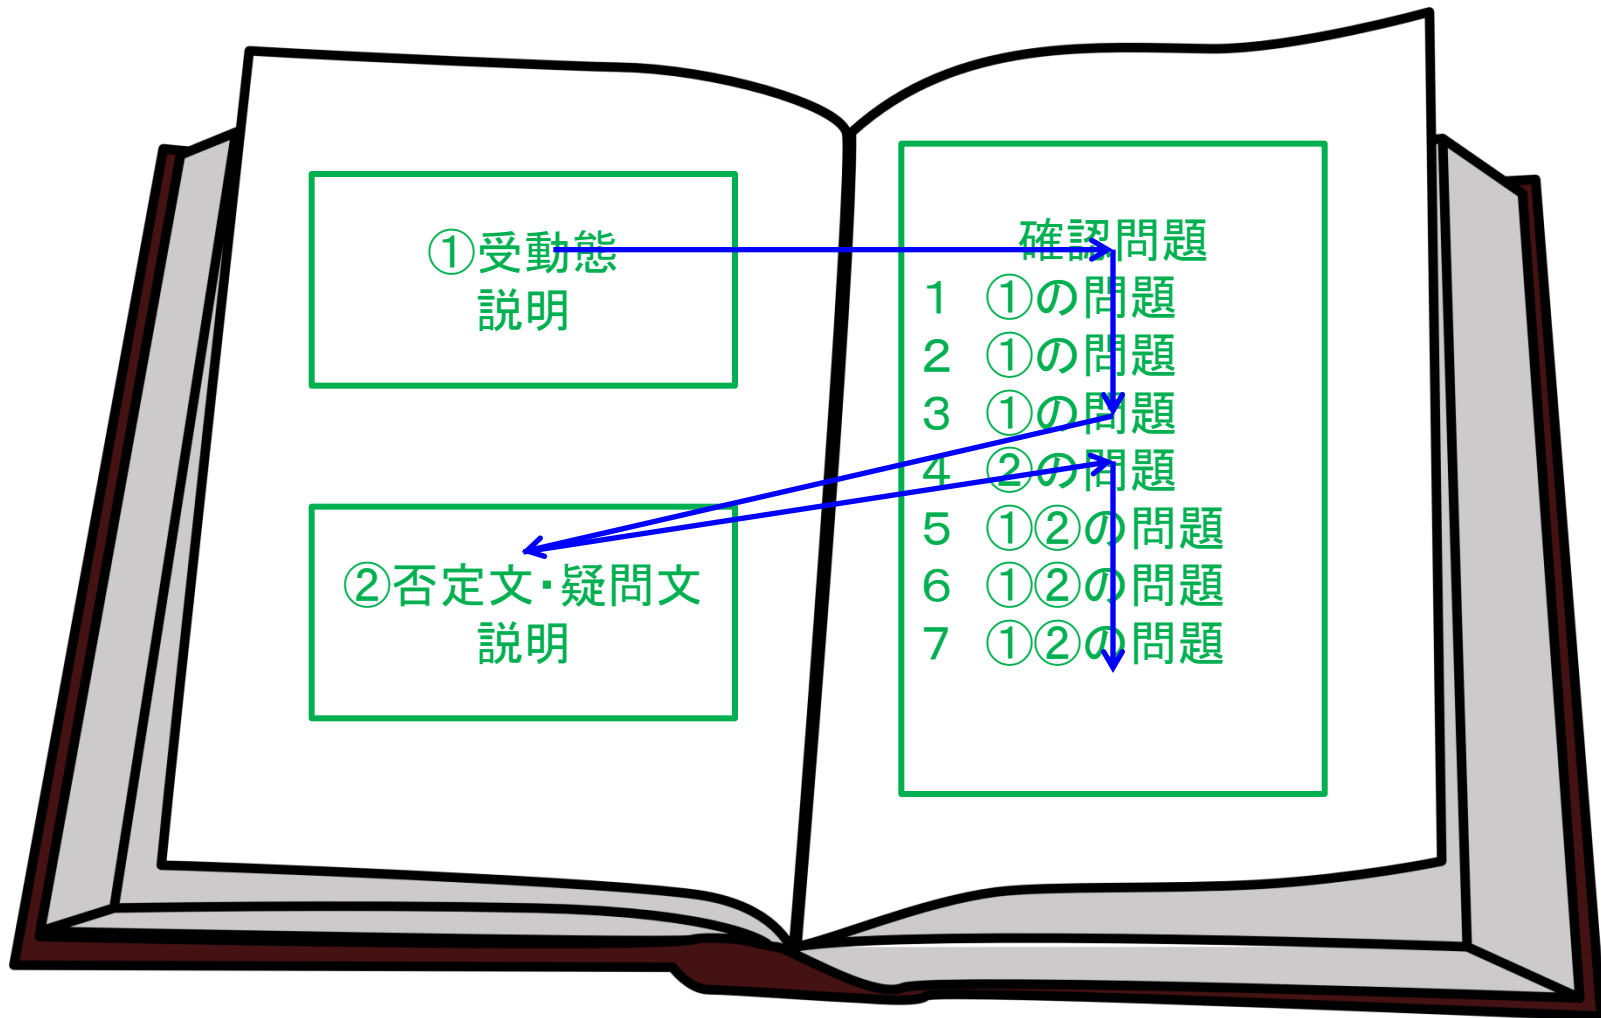 ①受動態
説明
②否定文・疑問文
説明
確認問題
1 ①の問題
2 ①の問題
3 ①の問題
4 ②の問題
5 ①②の問題
6 ①②の問題
7 ①②の問題